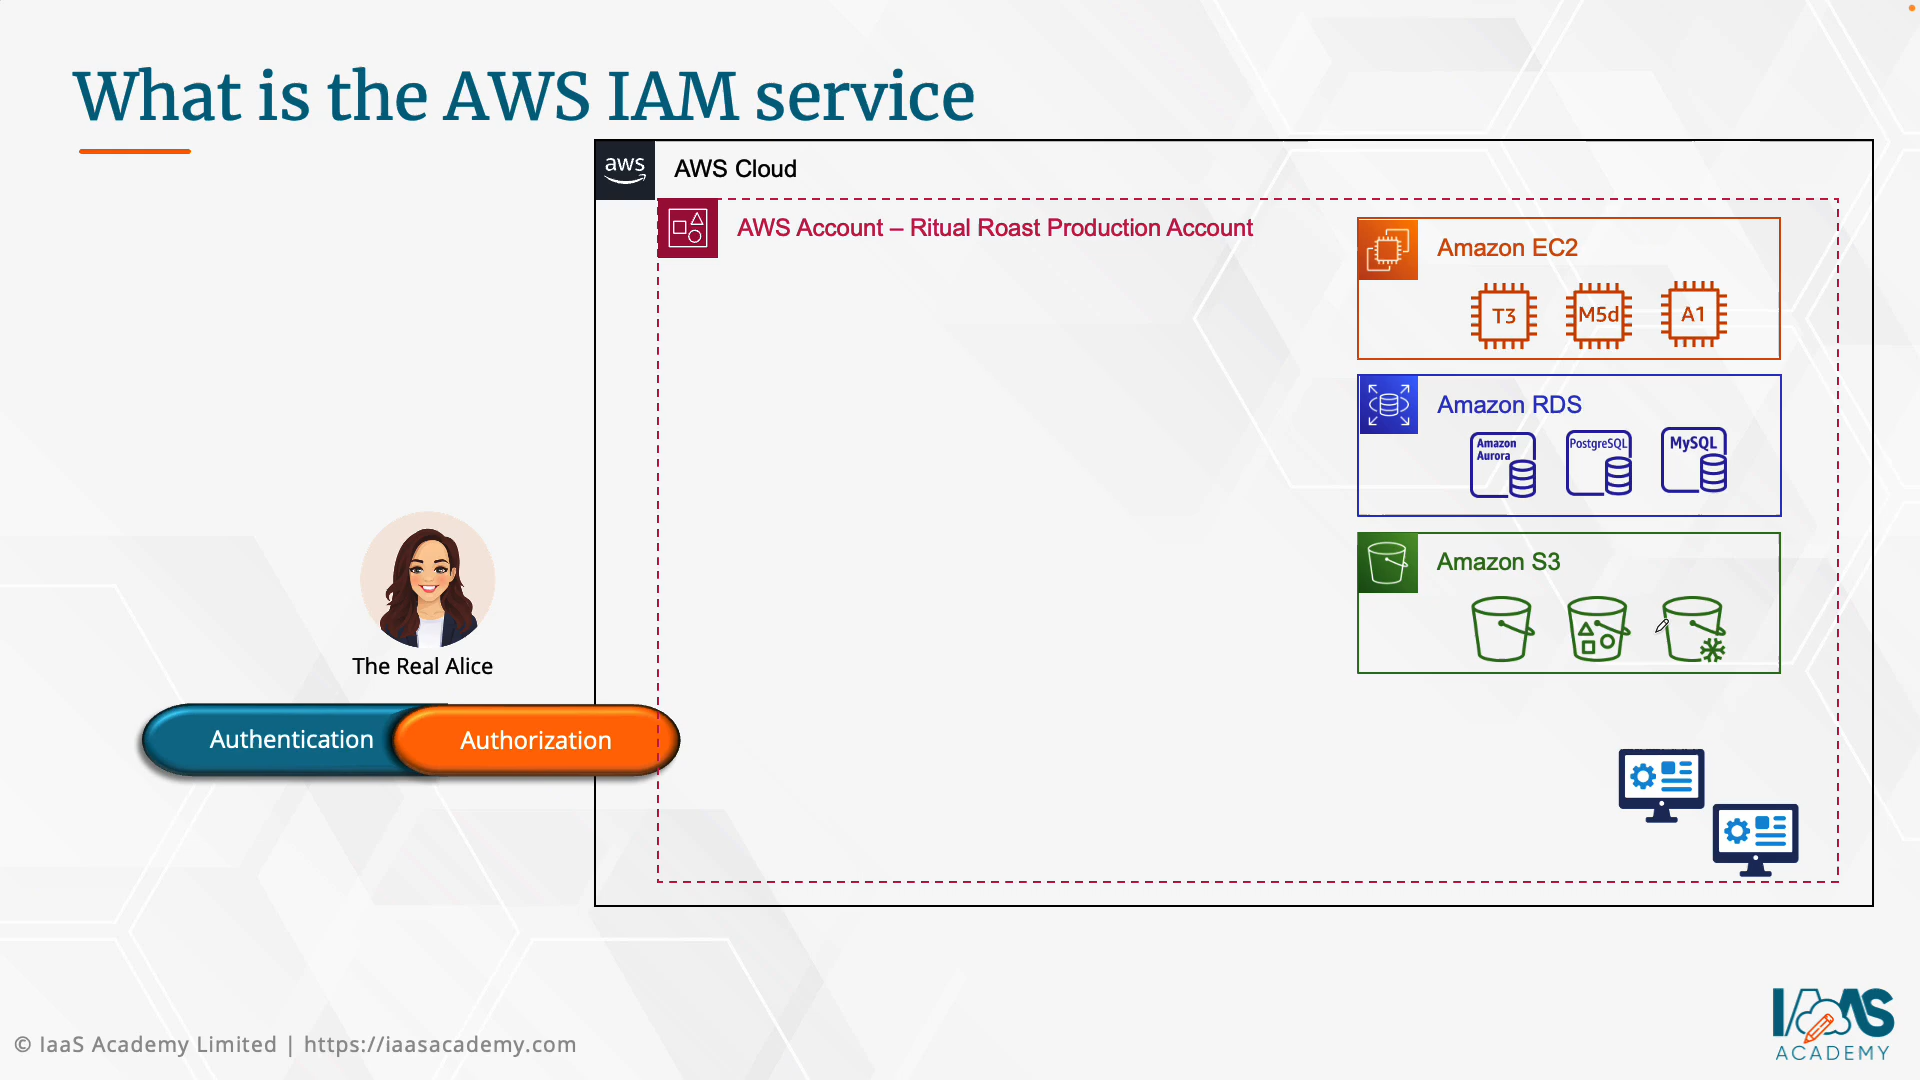 What is the AWS IAM service
aws
AWS Cloud
AWS Account – Ritual Roast Production Account
Amazon EC2
T3
M5d
A1
Amazon RDS
Amazon
Aurora
PostgreSQL
MySQL
Amazon S3
The Real Alice
Authentication
Authorization
© IaaS Academy Limited | https://iaasacademy.com
IAAS
ACADEMY